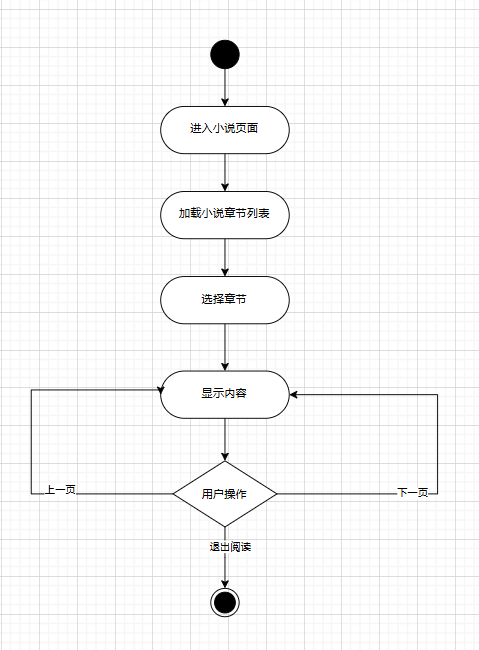 进入小说页面
加载小说章节列表
选择章节
显示内容
上一页
用户操作
下一页
退出阅读